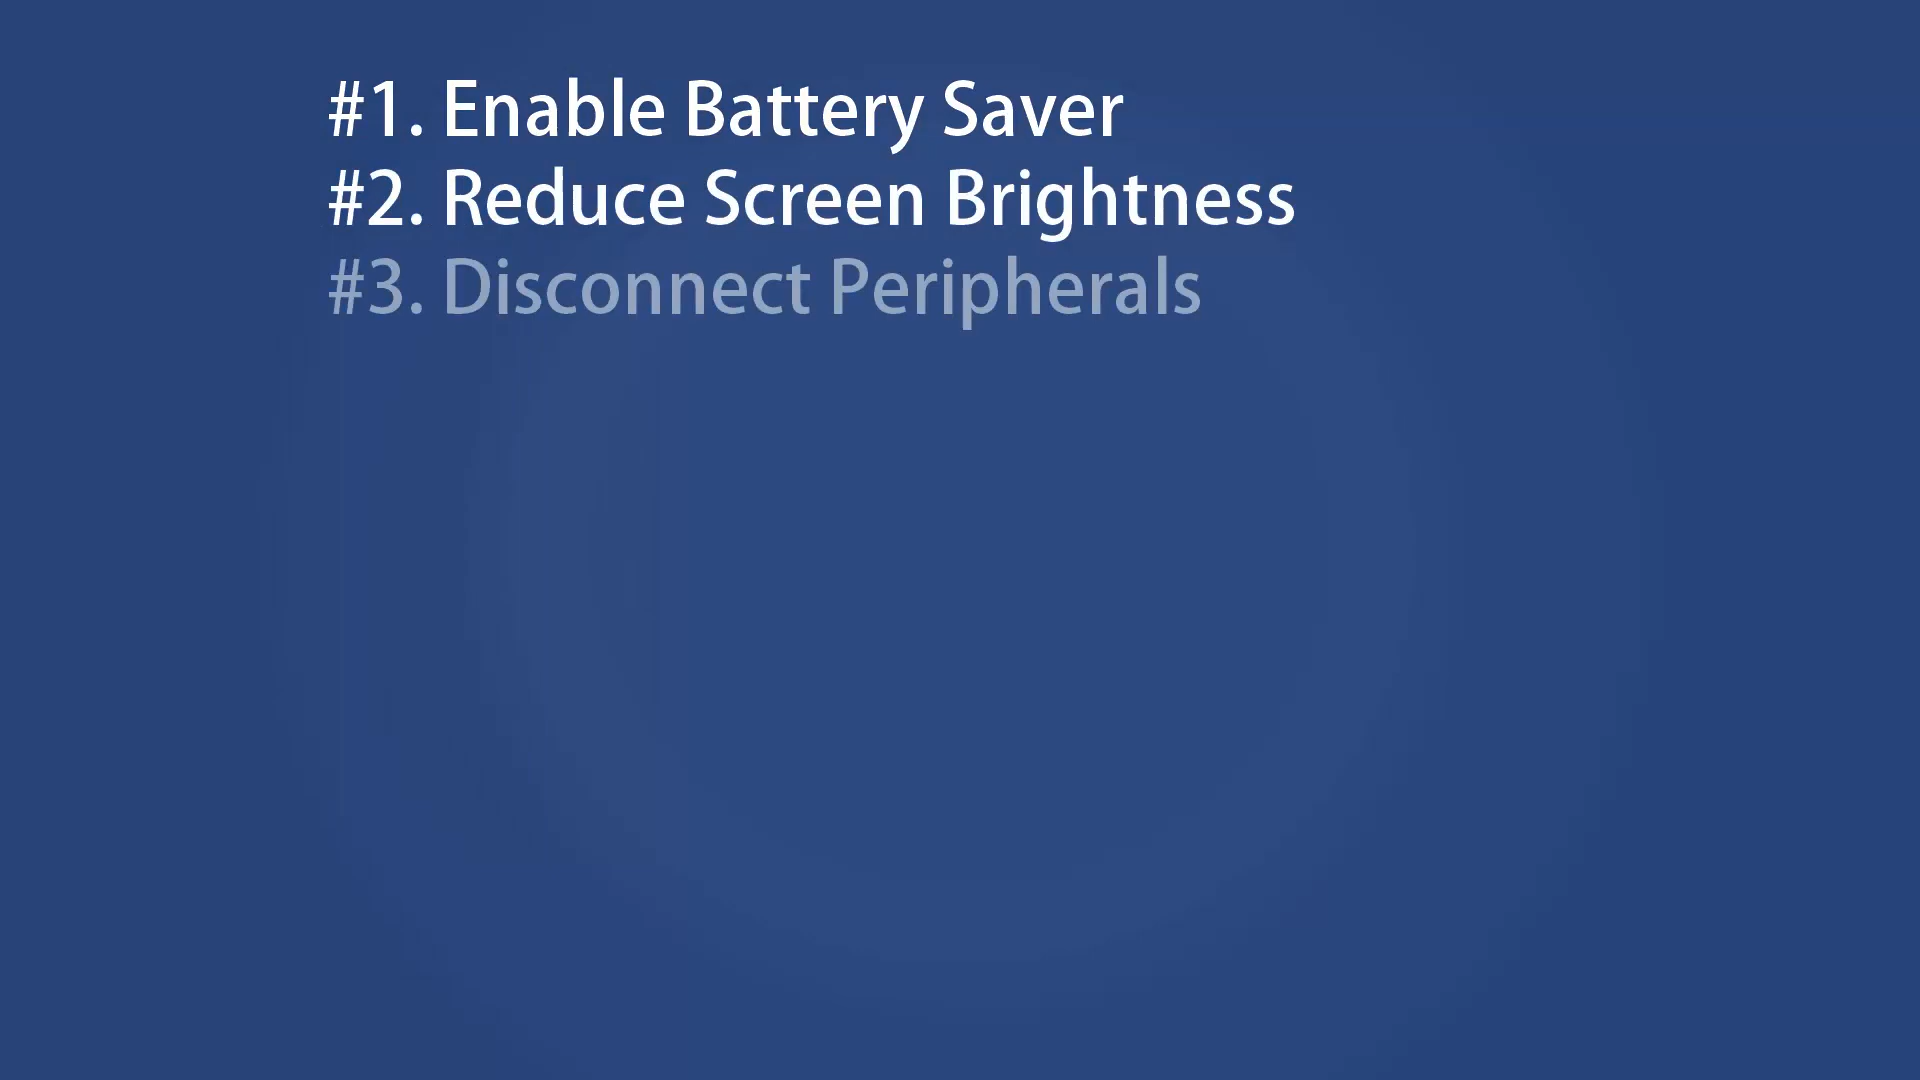 #1. Enable Battery Saver
#2. Reduce Screen Brightness
#3. Disconnect Peripherals